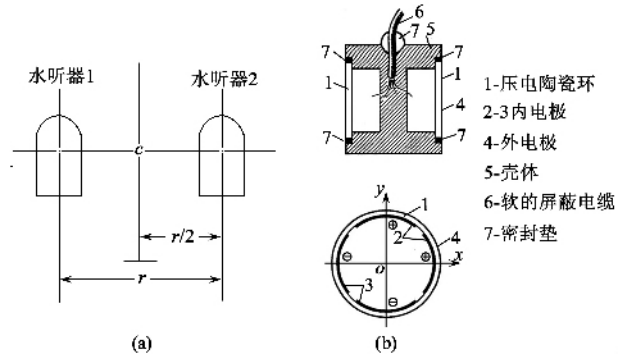 水听器1
水听器2
c
r/2
r
(a)
6
7
5
7
7
1
1
4
7
7
y
1
2
4
o
x
3
(b)
1-压电陶瓷环
2-3内电极
4-外电极
5-壳体
6-软的屏蔽电缆
7-密封垫